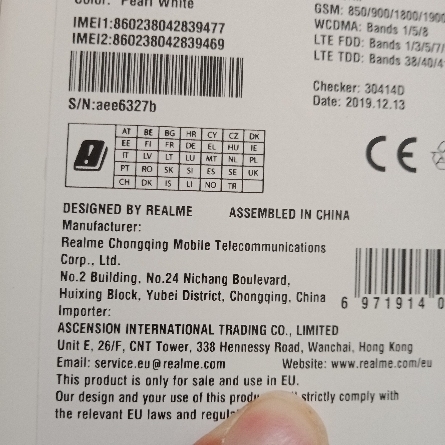 Color: Pearl White
IMEI1:860238042839477
IMEI2:860238042839469
S/N:aee6327b
GSM: 850/900/1800/1900
WCDMA: Bands 1/5/8
LTE FDD: Bands 1/3/5/7/
LTE TDD: Bands 38/40/4
Checker: 30414D
Date: 2019.12.13
AT BE BG HR CY CZ DK
EE FI FR DE EL HU IE
IT LV LT LU MT NL PL
PT RO SK SI ES SE UK
CH DK IS LI NO TR
CE
DESIGNED BY REALME ASSEMBLED IN CHINA
Manufacturer:
Realme Chongqing Mobile Telecommunications
Corp., Ltd.
No.2 Building, No.24 Nichang Boulevard,
Huixing Block, Yubei District, Chongqing, China
6 971914 0
Importer:
ASCENSION INTERNATIONAL TRADING CO., LIMITED
Unit E, 26/F, CNT Tower, 338 Hennessy Road, Wanchai, Hong Kong
Email: service.eu@realme.com Website: www.realme.com/eu
This product is only for sale and use in EU.
Our design and your use of this strictly comply with
the relevant EU laws and